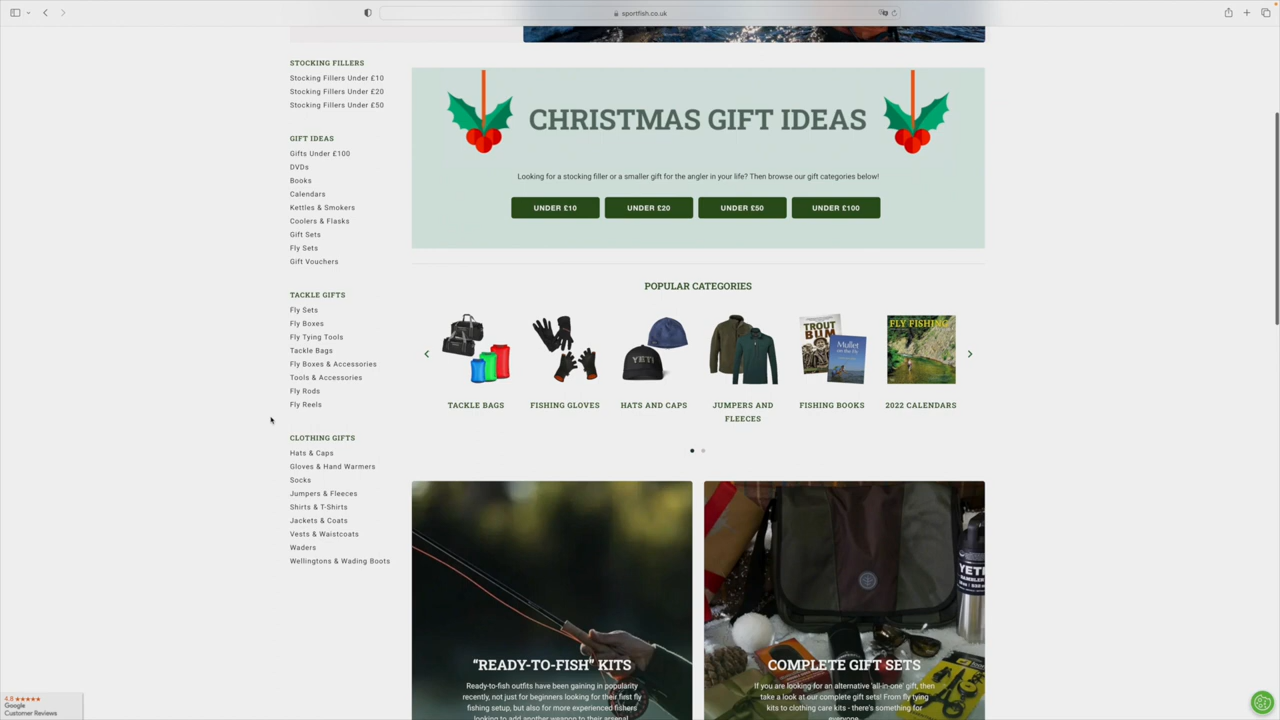 sportfish.co.uk
STOCKING FILLERS
Stocking Fillers Under £10
Stocking Fillers Under £20
Stocking Fillers Under £50
GIFT IDEAS
Gifts Under £100
DVDs
Books
Calendars
Kettles & Smokers
Coolers & Flasks
Gift Sets
Fly Sets
Gift Vouchers
TACKLE GIFTS
Fly Sets
Fly Boxes
Fly Tying Tools
Tackle Bags
Fly Boxes & Accessories
Tools & Accessories
Fly Rods
Fly Reels
CLOTHING GIFTS
Hats & Caps
Gloves & Hand Warmers
Socks
Jumpers & Fleeces
Shirts & T-Shirts
Jackets & Coats
Vests & Waistcoats
Waders
Wellingtons & Wading Boots
CHRISTMAS GIFT IDEAS
Looking for a stocking filler or a smaller gift for the angler in your life? Then browse our gift categories below!
UNDER £10 UNDER £20 UNDER £50 UNDER £100
POPULAR CATEGORIES
YETI
TROUT
BUM
Mullet
on the fly
FLY FISHING
TACKLE BAGS
FISHING GLOVES
HATS AND CAPS
JUMPERS AND
FLEECES
FISHING BOOKS
2022 CALENDARS
YETI
RAMBLER
"READY-TO-FISH" KITS
Ready-to-fish outfits have been gaining in popularity
recently, not just for beginners looking for their first fly
fishing setup, but also for more experienced fishers
looking to add another weapon to their arsenal
COMPLETE GIFT SETS
If you are looking for an alternative 'all-in-one' gift, then
take a look at our complete gift sets! From fly tying
kits to clothing care kits - there's something for
everyone
4.8 ★★★★★
Google
Customer Reviews